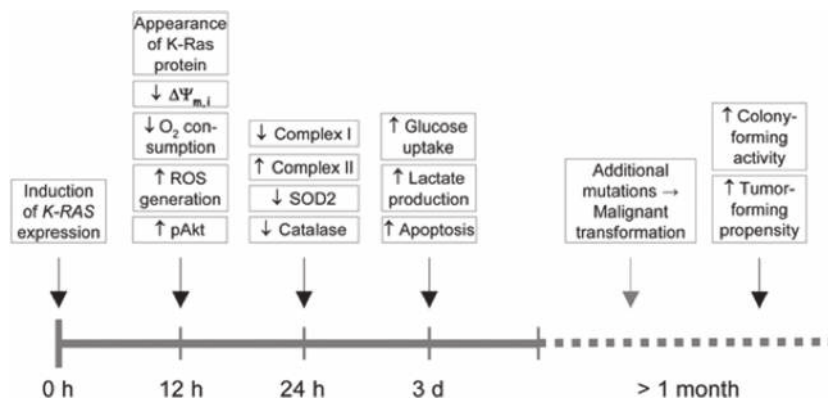 Induction
of K-RAS
expression
Appearance
of K-Ras
protein
↓ ΔΨm,i
↓ O₂ con-
sumption
↑ ROS
generation
↑ pAkt
↓ Complex I
↑ Complex II
↓ SOD2
↓ Catalase
↑ Glucose
uptake
↑ Lactate
production
↑ Apoptosis
Additional
mutations →
Malignant
transformation
↑ Colony-
forming
activity
↑ Tumor-
forming
propensity
0 h
12 h
24 h
3 d
> 1 month